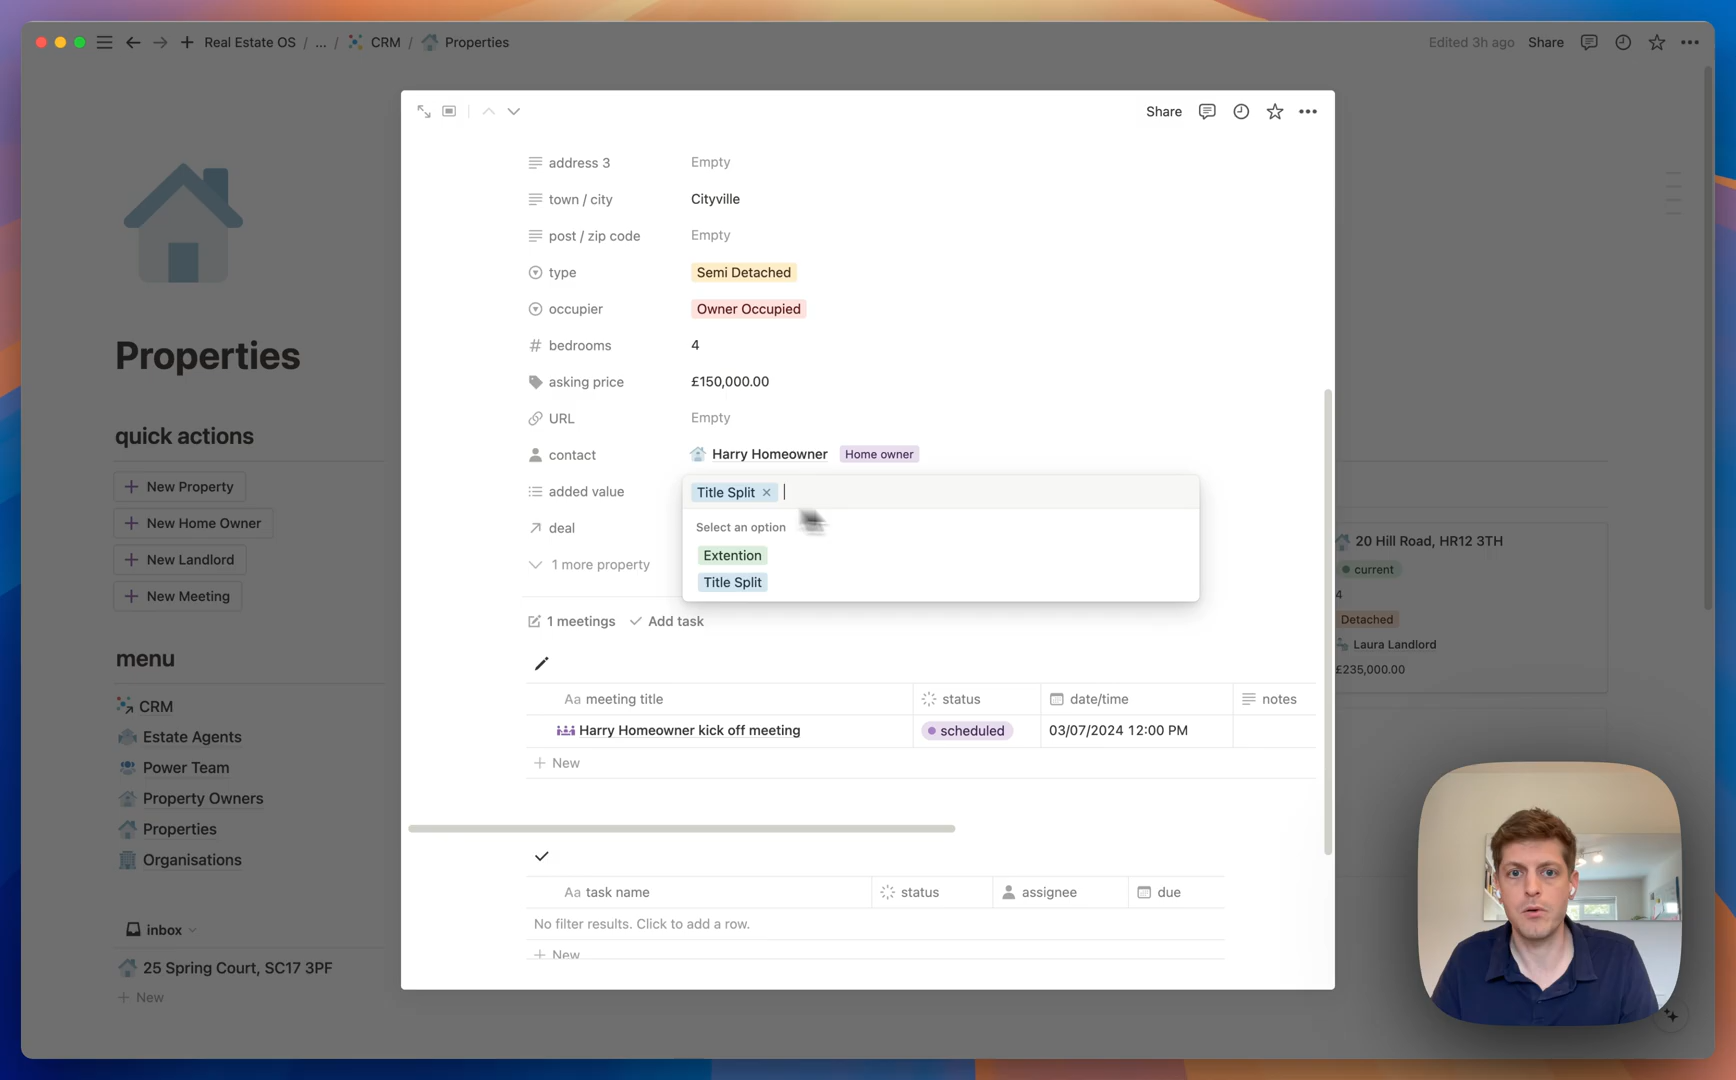 Real Estate OS / ... / CRM / Properties
Edited 3h ago Share
Share
address 3 Empty
town / city Cityville
post / zip code Empty
type Semi Detached
occupier Owner Occupied
# bedrooms 4
asking price £150,000.00
URL Empty
contact Harry Homeowner Home owner
added value Title Split ×
Select an option
Extention
Title Split
deal
1 more property
1 meetings Add task
Aa meeting title status date/time notes
Harry Homeowner kick off meeting scheduled 03/07/2024 12:00 PM
+ New
Aa task name status assignee due
No filter results. Click to add a row.
+ New
Properties
quick actions
+ New Property
+ New Home Owner
+ New Landlord
+ New Meeting
menu
CRM
Estate Agents
Power Team
Property Owners
Properties
Organisations
inbox
25 Spring Court, SC17 3PF
+ New
20 Hill Road, HR12 3TH
current
4
Detached
Laura Landlord
£235,000.00